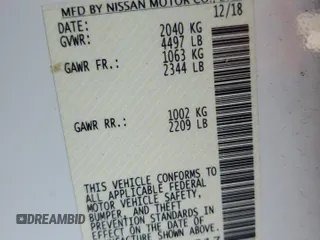 MFD BY NISSAN MOTOR CO.,
DATE: 12/18
GVWR: 2040 KG
4497 LB
GAWR FR.: 1063 KG
2344 LB
GAWR RR.: 1002 KG
2209 LB
THIS VEHICLE CONFORMS TO
ALL APPLICABLE FEDERAL
MOTOR VEHICLE SAFETY,
BUMPER, AND THEFT
PREVENTION STANDARDS IN
EFFECT ON THE DATE OF
SHOWN ABOVE
DREAMBID